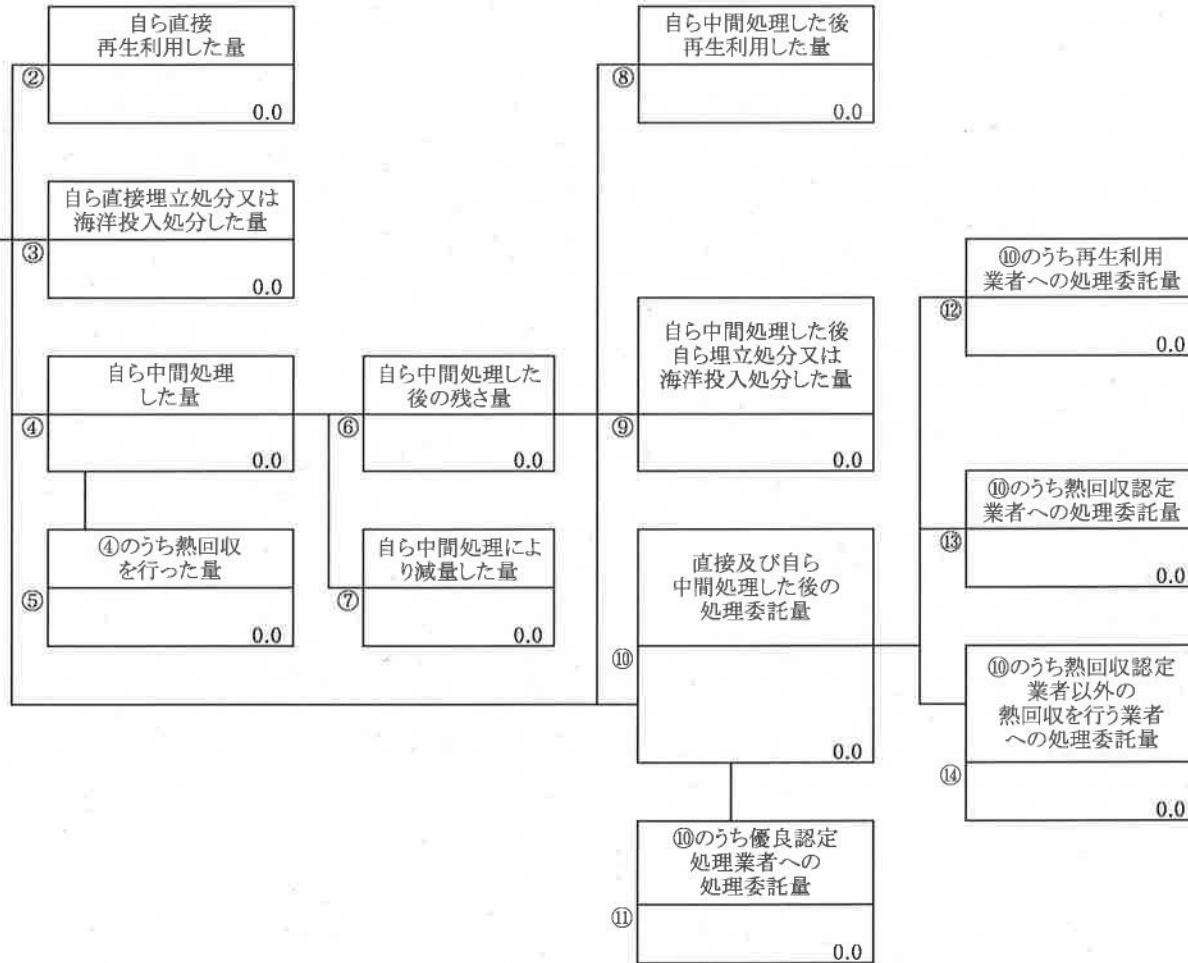 自ら直接
再生利用した量
②
0.0
自ら中間処理した後
再生利用した量
⑧
0.0
自ら直接埋立処分又は
海洋投入処分した量
③
0.0
⑩のうち再生利用
業者への処理委託量
⑫
0.0
自ら中間処理
した量
④
0.0
自ら中間処理した
後の残さ量
⑥
0.0
自ら中間処理した後
自ら埋立処分又は
海洋投入処分した量
⑨
0.0
⑩のうち熱回収認定
業者への処理委託量
⑬
0.0
④のうち熱回収
を行った量
⑤
0.0
自ら中間処理によ
り減量した量
⑦
0.0
直接及び自ら
中間処理した後の
処理委託量
⑩
0.0
⑩のうち熱回収認定
業者以外の
熱回収を行う業者
への処理委託量
⑭
0.0
⑩のうち優良認定
処理業者への
処理委託量
⑪
0.0